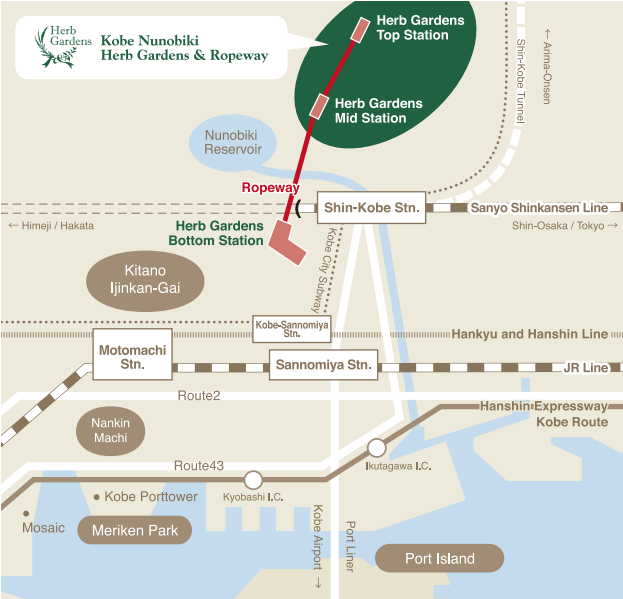 Herb
Gardens
Kobe Nunobiki
Herb Gardens & Ropeway
Herb Gardens
Top Station
← Arima-Onsen
Shin-Kobe Tunnel
Herb Gardens
Mid Station
Nunobiki
Reservoir
Ropeway
Shin-Kobe Stn.
Sanyo Shinkansen Line
← Himeji / Hakata
Shin-Osaka / Tokyo →
Herb Gardens
Bottom Station
Kobe City Subway
Kitano
Ijinkan-Gai
Kobe-Sannomiya
Stn.
Hankyu and Hanshin Line
Motomachi
Stn.
Sannomiya Stn.
JR Line
Route2
Hanshin Expressway
Kobe Route
Nankin
Machi
Route43
Ikutagawa I.C.
Kyobashi I.C.
Kobe Porttower
Mosaic
Meriken Park
Kobe Airport →
Port Liner
Port Island